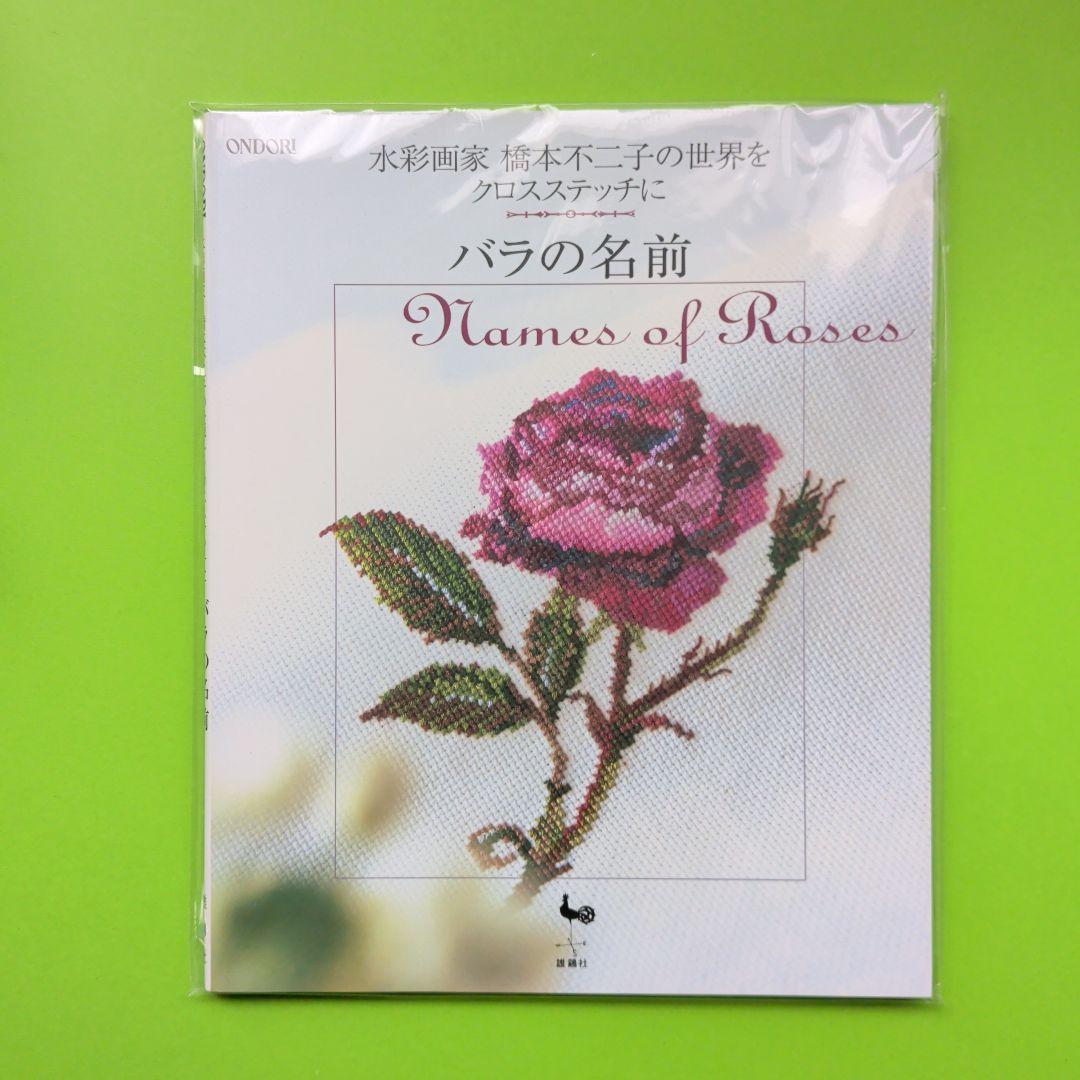 ONDORI
水彩画家 橋本不二子の世界を
クロスステッチに
バラの名前
Names of Roses
雄鷄社